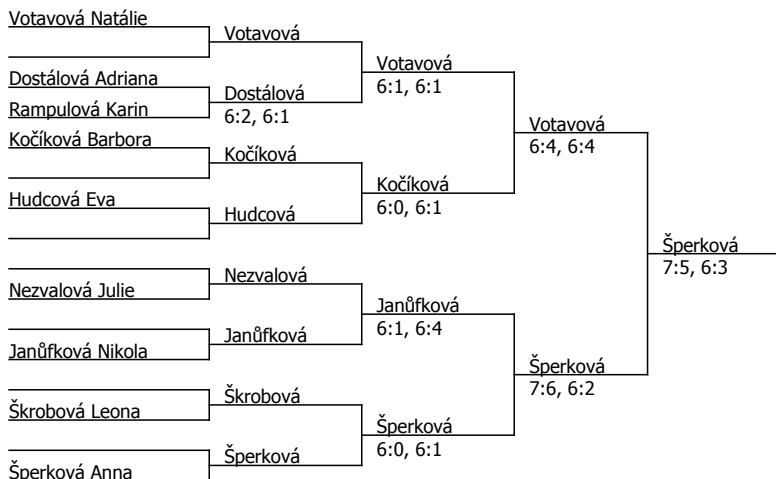 Votavová Natálie
Votavová
Votavová
6:1, 6:1
Dostálová Adriana
Dostálová
6:2, 6:1
Rampulová Karin
Votavová
6:4, 6:4
Kočíková Barbora
Kočíková
Kočíková
6:0, 6:1
Hudcová Eva
Hudcová
Šperková
7:5, 6:3
Nezvalová
Nezvalová Julie
Janůfková
6:1, 6:4
Janůfková
Janůfková Nikola
Šperková
7:6, 6:2
Škrobová
Škrobová Leona
Šperková
6:0, 6:1
Šperková
Šperková Anna